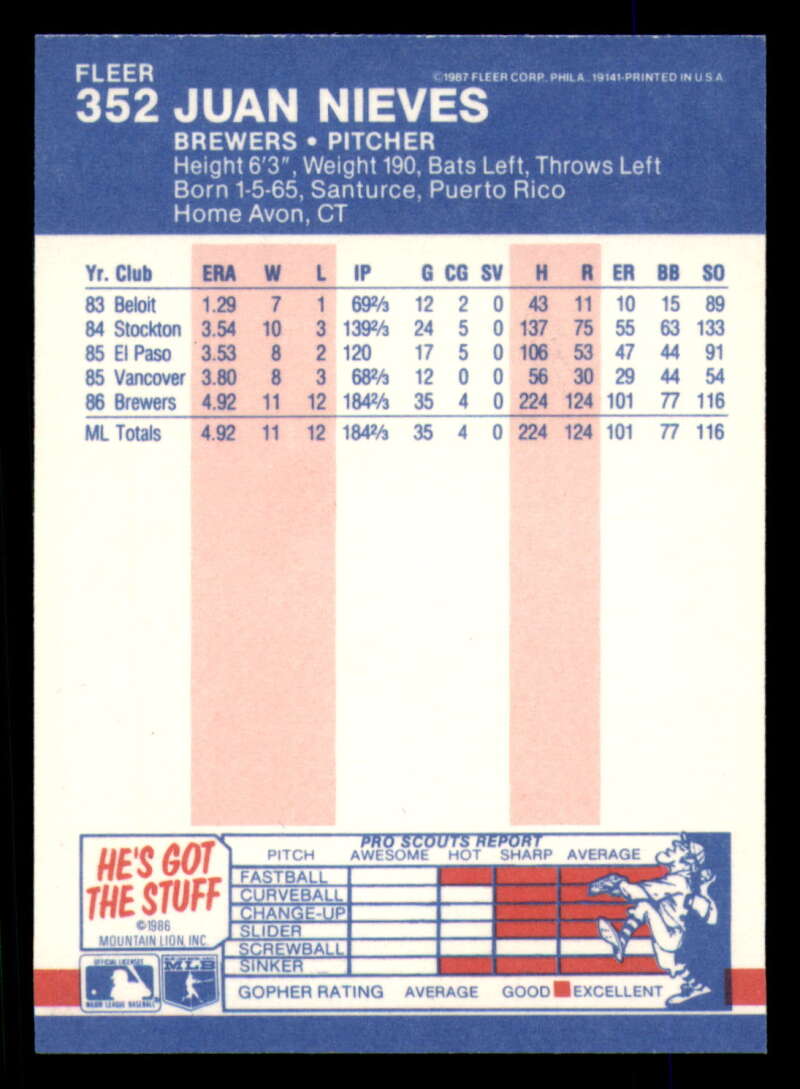 FLEER
©1987 FLEER CORP. PHILA. 19141-PRINTED IN U.S.A.
352 JUAN NIEVES
BREWERS • PITCHER
Height 6'3", Weight 190, Bats Left, Throws Left
Born 1-5-65, Santurce, Puerto Rico
Home Avon, CT
Yr. Club ERA W L IP G CG SV H R ER BB SO
83 Beloit 1.29 7 1 69⅔ 12 2 0 43 11 10 15 89
84 Stockton 3.54 10 3 139⅔ 24 5 0 137 75 55 63 133
85 El Paso 3.53 8 2 120 17 5 0 106 53 47 44 91
85 Vancover 3.80 8 3 68⅔ 12 0 0 56 30 29 44 54
86 Brewers 4.92 11 12 184⅔ 35 4 0 224 124 101 77 116
ML Totals 4.92 11 12 184⅔ 35 4 0 224 124 101 77 116
HE'S GOT
THE STUFF
©1986
MOUNTAIN LION, INC.
PRO SCOUTS REPORT
PITCH AWESOME HOT SHARP AVERAGE
FASTBALL
CURVEBALL
CHANGE-UP
SLIDER
SCREWBALL
SINKER
GOPHER RATING AVERAGE GOOD EXCELLENT
OFFICIAL LICENSEE
MAJOR LEAGUE BASEBALL
MLB